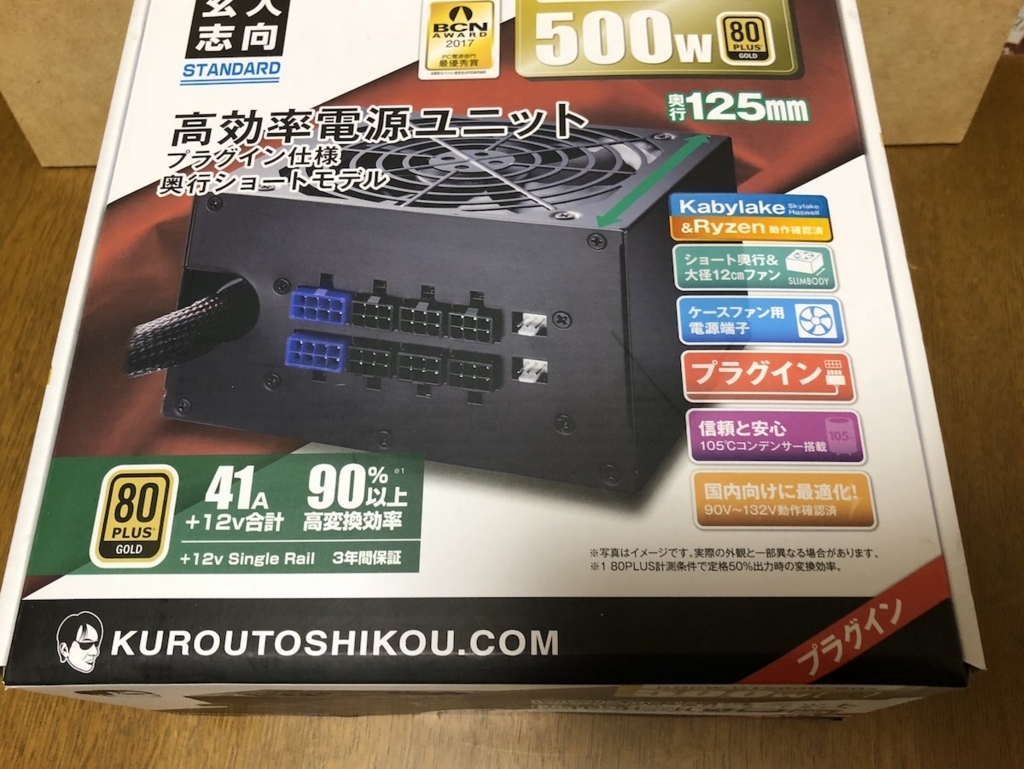 玄人
志向
STANDARD
BCN
AWARD
2017
PC電源部門
最優秀賞
500W
80
PLUS
GOLD
奥行125mm
高効率電源ユニット
プラグイン仕様
奥行ショートモデル
Kabylake Skylake Haswell
&Ryzen 動作確認済
ショート奥行&
大径12cmファン
SLIMBODY
ケースファン用
電源端子
プラグイン
信頼と安心
105℃コンデンサー搭載
105℃
国内向けに最適化!
90V～132V動作確認済
80
PLUS
GOLD
41A
+12v合計
90%以上 ※1
高変換効率
+12v Single Rail 3年間保証
※写真はイメージです。実際の外観と一部異なる場合があります。
※1 80PLUS計測条件で定格50%出力時の変換効率。
KUROUTOSHIKOU.COM
プラグイン